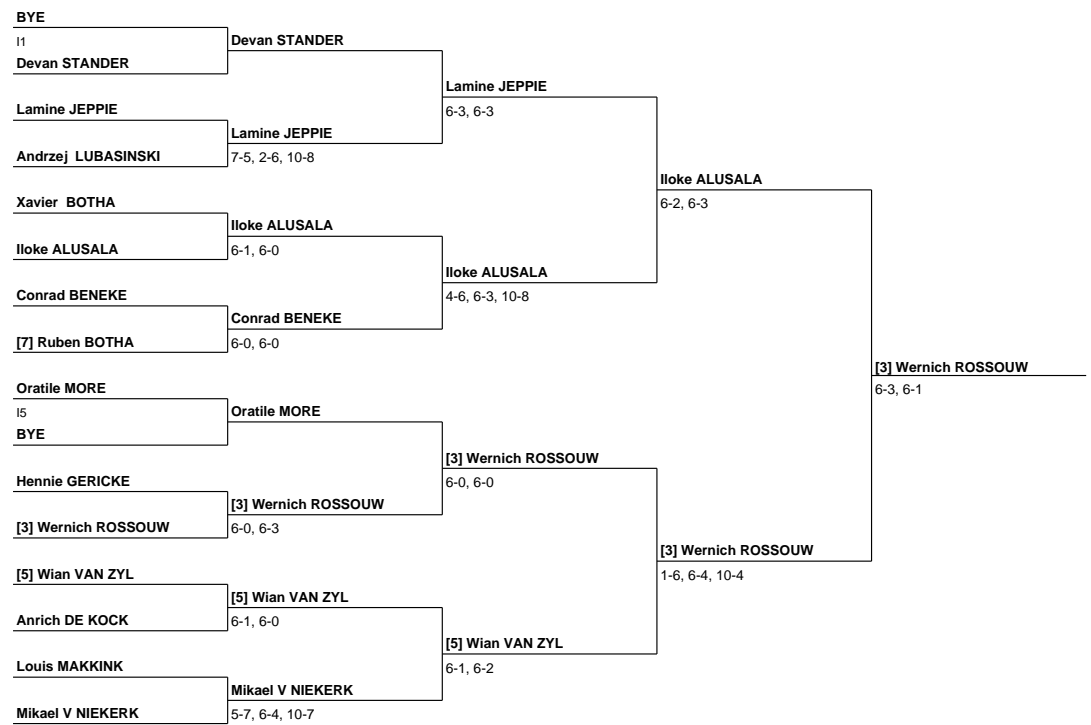 BYE
I1
Devan STANDER
Lamine JEPPIE
Andrzej LUBASINSKI
Xavier BOTHA
Iloke ALUSALA
Conrad BENEKE
[7] Ruben BOTHA
Oratile MORE
I5
BYE
Hennie GERICKE
[3] Wernich ROSSOUW
[5] Wian VAN ZYL
Anrich DE KOCK
Louis MAKKINK
Mikael V NIEKERK
Devan STANDER
Lamine JEPPIE
7-5, 2-6, 10-8
Iloke ALUSALA
6-1, 6-0
Conrad BENEKE
6-0, 6-0
Oratile MORE
[3] Wernich ROSSOUW
6-0, 6-3
[5] Wian VAN ZYL
6-1, 6-0
Mikael V NIEKERK
5-7, 6-4, 10-7
Lamine JEPPIE
6-3, 6-3
Iloke ALUSALA
4-6, 6-3, 10-8
[3] Wernich ROSSOUW
6-0, 6-0
[5] Wian VAN ZYL
6-1, 6-2
Iloke ALUSALA
6-2, 6-3
[3] Wernich ROSSOUW
1-6, 6-4, 10-4
[3] Wernich ROSSOUW
6-3, 6-1